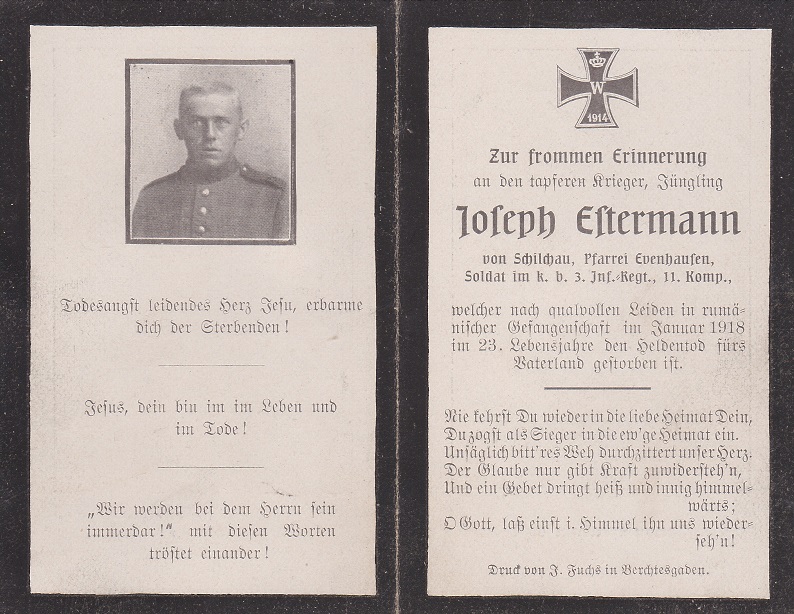 Todesangst leidendes Herz Jesu, erbarme
dich der Sterbenden!
Jesus, dein bin im im Leben und
im Tode!
„Wir werden bei dem Herrn sein
immerdar!“ mit diesen Worten
tröstet einander!
W
1914
Zur frommen Erinnerung
an den tapferen Krieger, Jüngling
Joseph Estermann
von Schilchau, Pfarrei Evenhausen,
Soldat im k. b. 3. Inf.-Regt., 11. Komp.,
welcher nach qualvollen Leiden in rumä-
nischer Gefangenschaft im Januar 1918
im 23. Lebensjahre den Heldentod fürs
Vaterland gestorben ist.
Nie kehrst Du wieder in die liebe Heimat Dein,
Du zogst als Sieger in die ew'ge Heimat ein.
Unsäglich bitt'res Weh durchzittert unser Herz.
Der Glaube nur gibt Kraft zu widersteh'n,
Und ein Gebet dringt heiß und innig himmel-
wärts;
O Gott, laß einst i. Himmel ihn uns wieder-
seh'n!
Druck von J. Fuchs in Berchtesgaden.